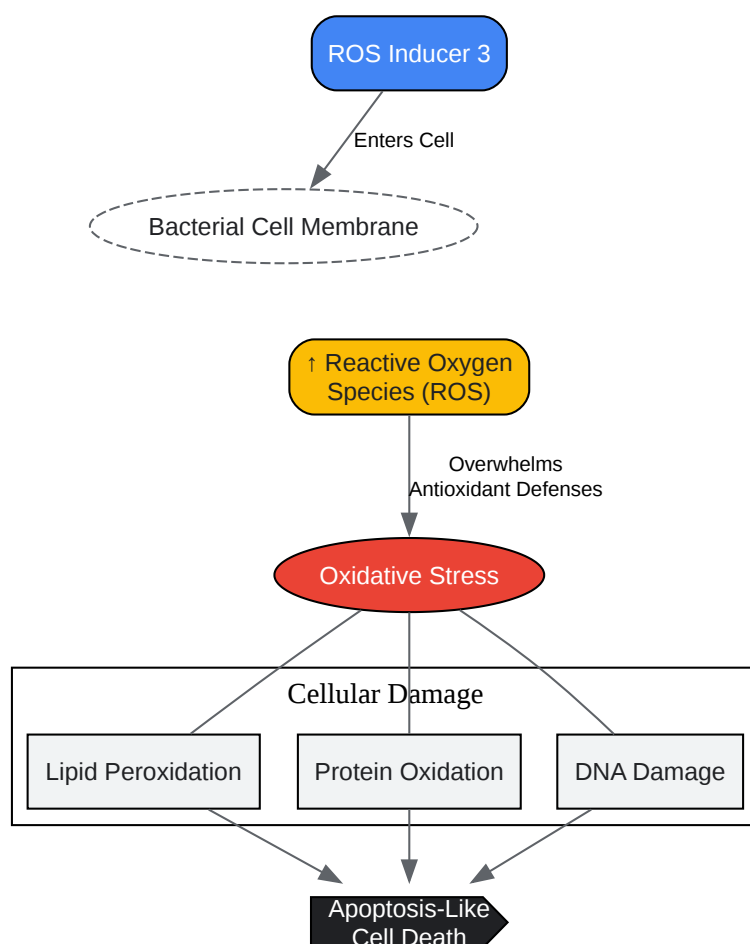 ROS Inducer 3
Enters Cell
Bacterial Cell Membrane
↑ Reactive Oxygen
Species (ROS)
Overwhelms
Antioxidant Defenses
Oxidative Stress
Cellular Damage
Lipid Peroxidation
Protein Oxidation
DNA Damage
Apoptosis-Like
Cell Death